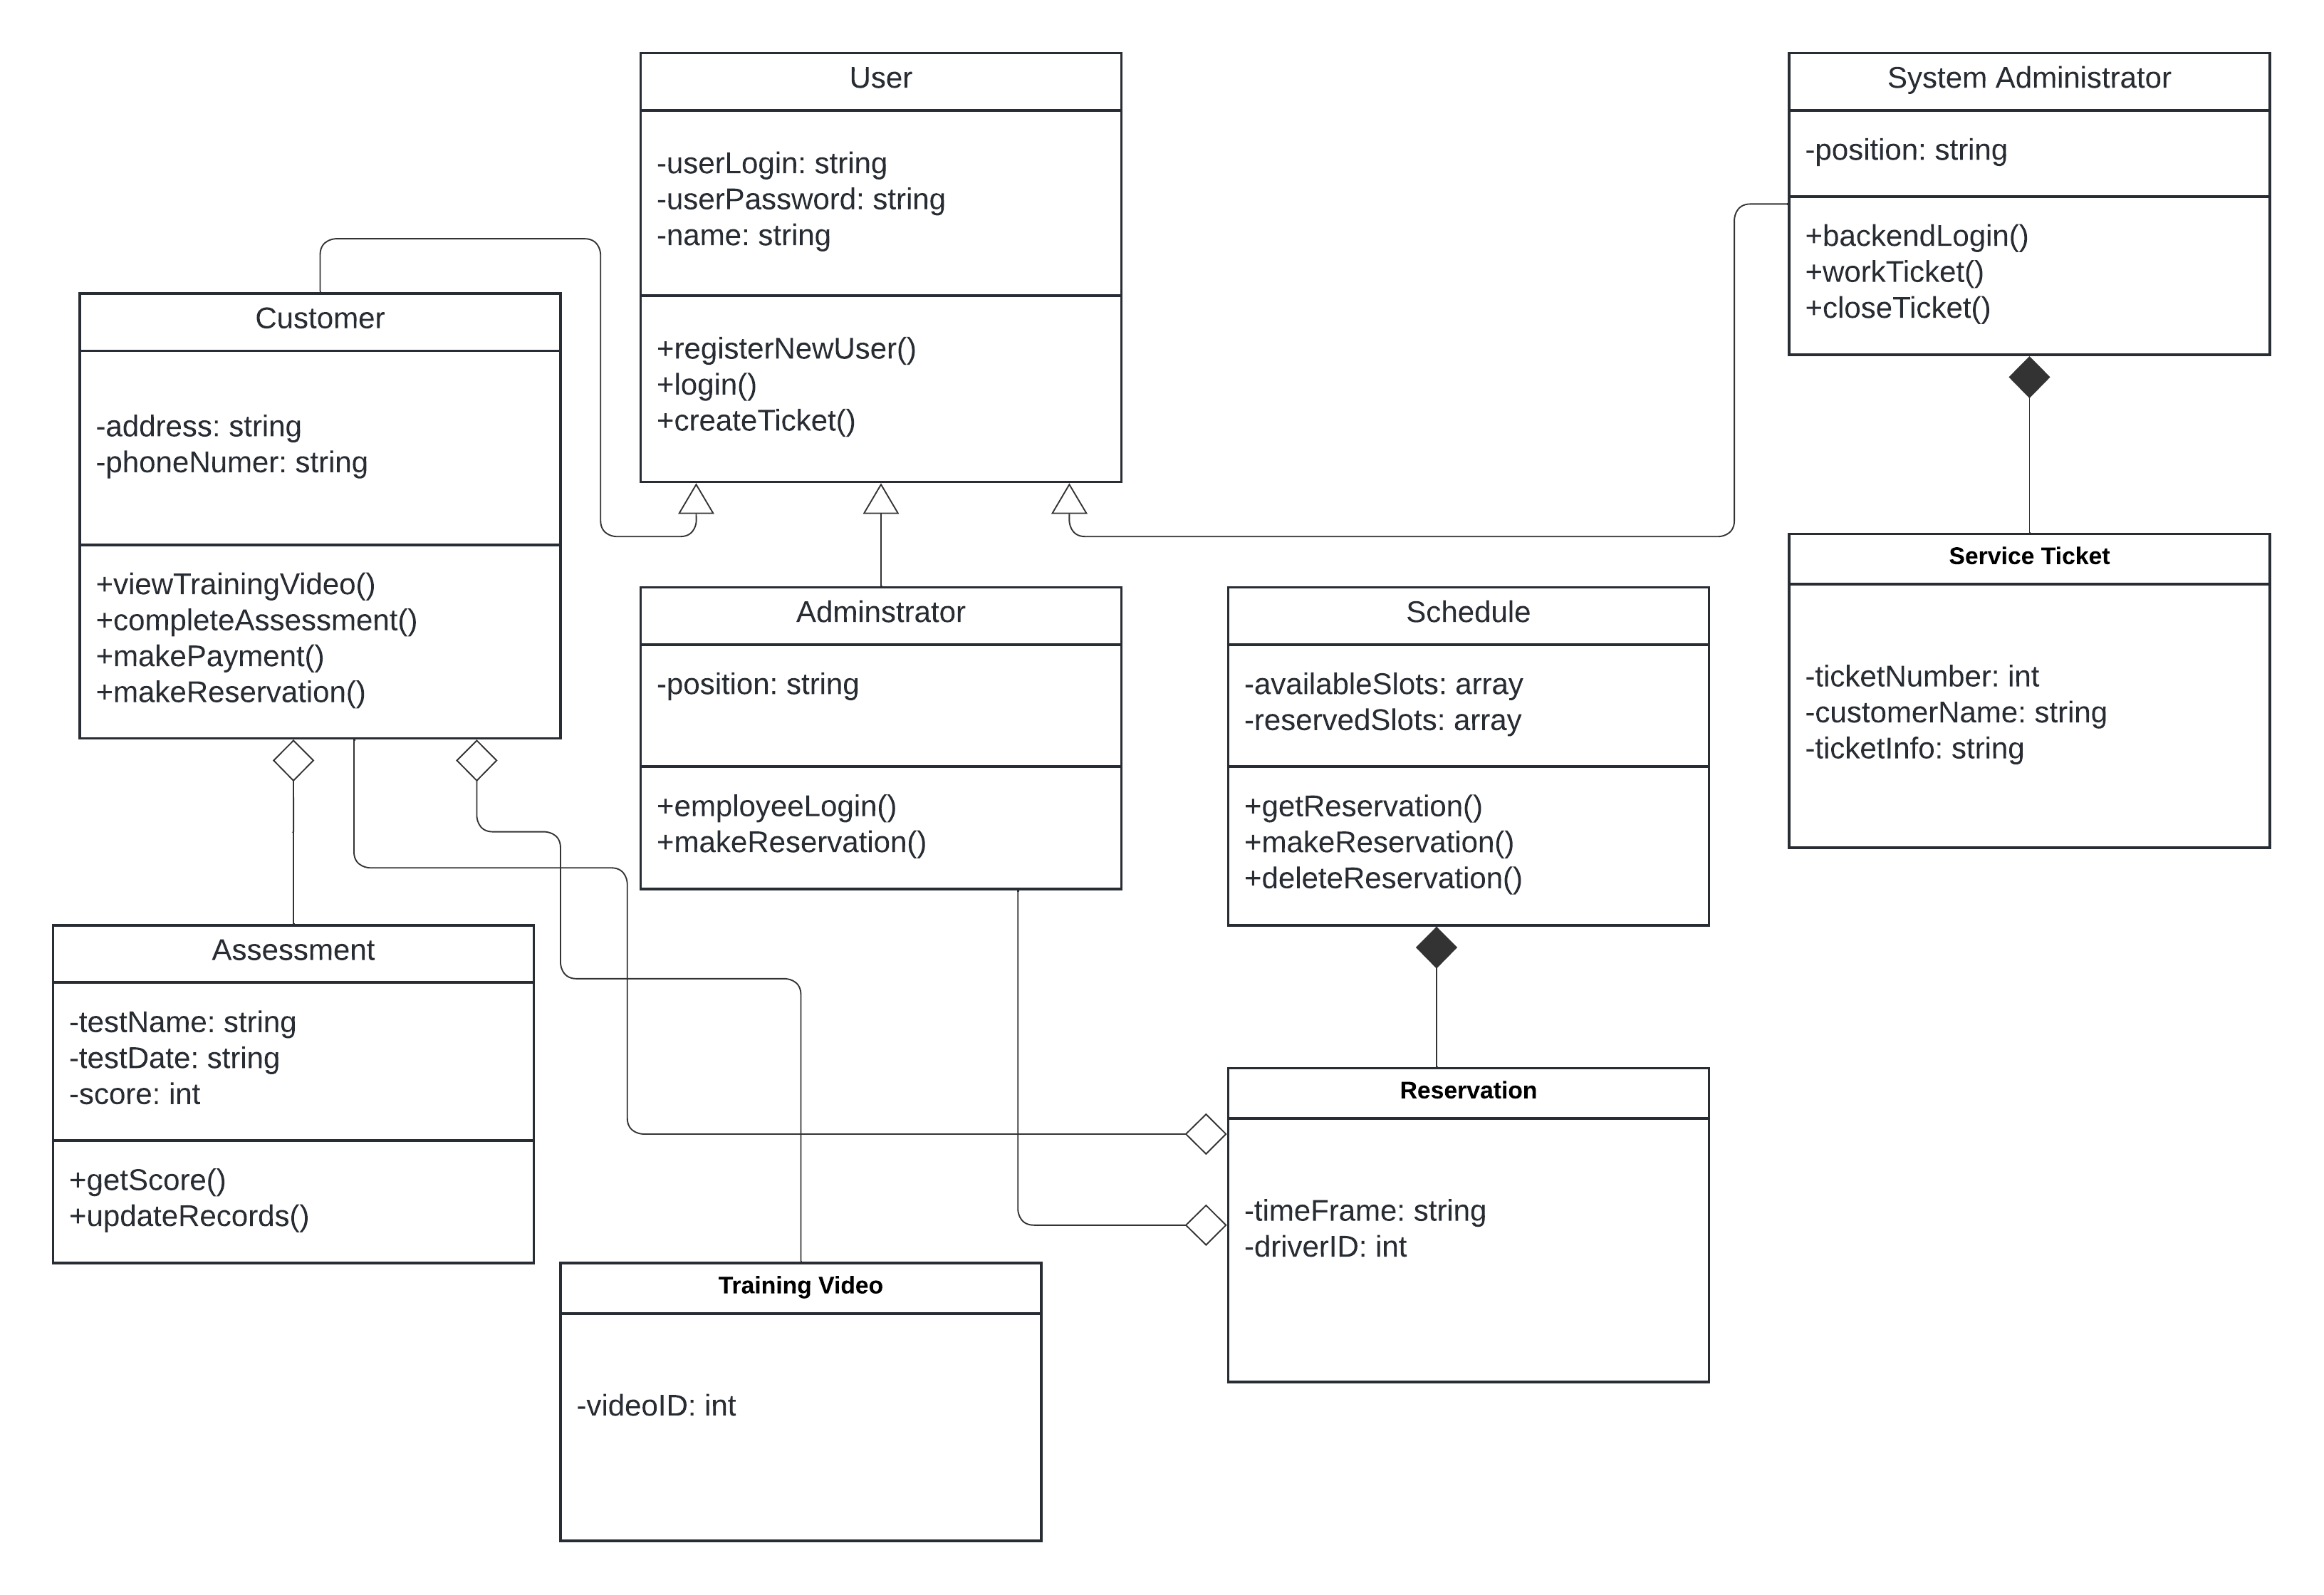 User
-userLogin: string
-userPassword: string
-name: string
+registerNewUser()
+login()
+createTicket()
System Administrator
-position: string
+backendLogin()
+workTicket()
+closeTicket()
Customer
-address: string
-phoneNumer: string
+viewTrainingVideo()
+completeAssessment()
+makePayment()
+makeReservation()
Adminstrator
-position: string
+employeeLogin()
+makeReservation()
Schedule
-availableSlots: array
-reservedSlots: array
+getReservation()
+makeReservation()
+deleteReservation()
Service Ticket
-ticketNumber: int
-customerName: string
-ticketInfo: string
Assessment
-testName: string
-testDate: string
-score: int
+getScore()
+updateRecords()
Training Video
-videoID: int
Reservation
-timeFrame: string
-driverID: int